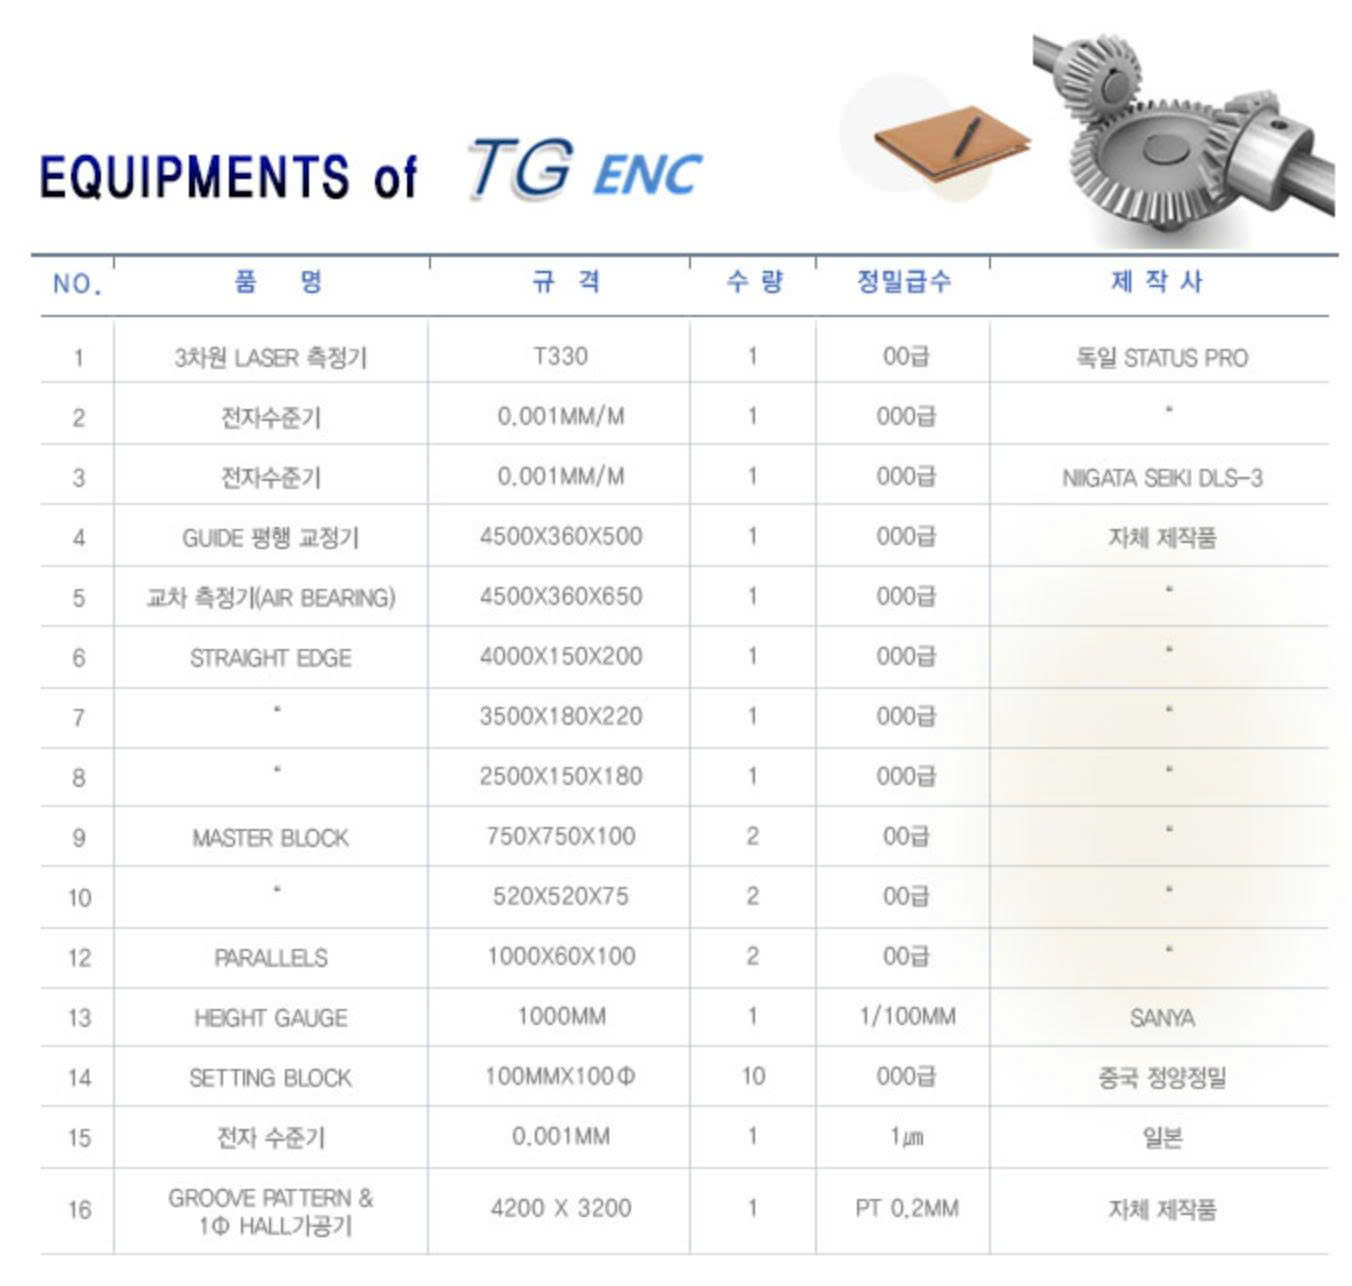 EQUIPMENTS of TG ENC
NO. 품 명 규 격 수 량 정밀급수 제 작 사
1 3차원 LASER 측정기 T330 1 00급 독일 STATUS PRO
2 전자수준기 0.001MM/M 1 000급 "
3 전자수준기 0.001MM/M 1 000급 NIIGATA SEIKI DLS-3
4 GUIDE 평행 교정기 4500X360X500 1 000급 자체 제작품
5 교차 측정기(AIR BEARING) 4500X360X650 1 000급 "
6 STRAIGHT EDGE 4000X150X200 1 000급 "
7 " 3500X180X220 1 000급 "
8 " 2500X150X180 1 000급 "
9 MASTER BLOCK 750X750X100 2 00급 "
10 " 520X520X75 2 00급 "
12 PARALLELS 1000X60X100 2 00급 "
13 HEIGHT GAUGE 1000MM 1 1/100MM SANYA
14 SETTING BLOCK 100MMX100Φ 10 000급 중국 정양정밀
15 전자 수준기 0.001MM 1 1㎛ 일본
16 GROOVE PATTERN & 4200 X 3200 1 PT 0.2MM 자체 제작품
1Φ HALL가공기